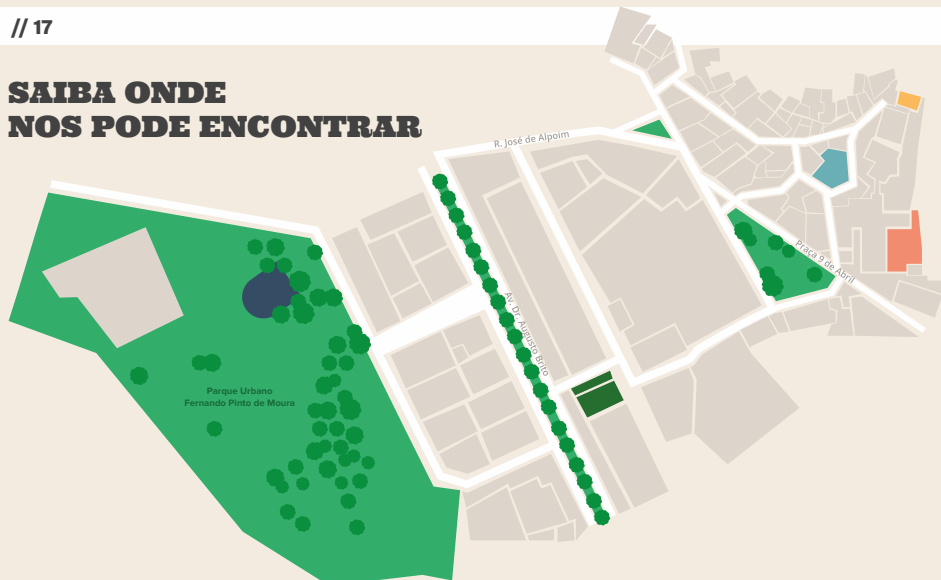 // 17
SAIBA ONDE
NOS PODE ENCONTRAR
R. José de Alpoim
Praça 9 de Abril
Av. Dr. Augusto Brito
Parque Urbano
Fernando Pinto de Moura